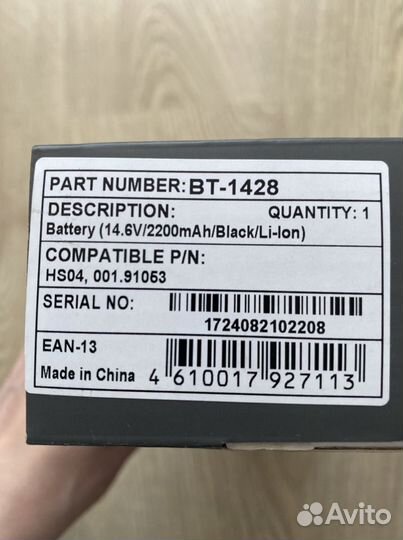 PART NUMBER: BT-1428
DESCRIPTION: QUANTITY: 1
Battery (14.6V/2200mAh/Black/Li-Ion)
COMPATIBLE P/N:
HS04, 001.91053
SERIAL NO:
1724082102208
EAN-13
Made in China 4 610017 927113
Avito